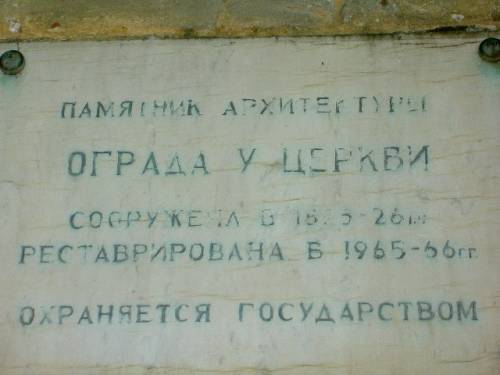 ПАМЯТНИК АРХИТЕКТУРЫ
ОГРАДА У ЦЕРКВИ
СООРУЖЕНА В
РЕСТАВРИРОВАНА В 1965-66гг.
ОХРАНЯЕТСЯ ГОСУДАРСТВОМ